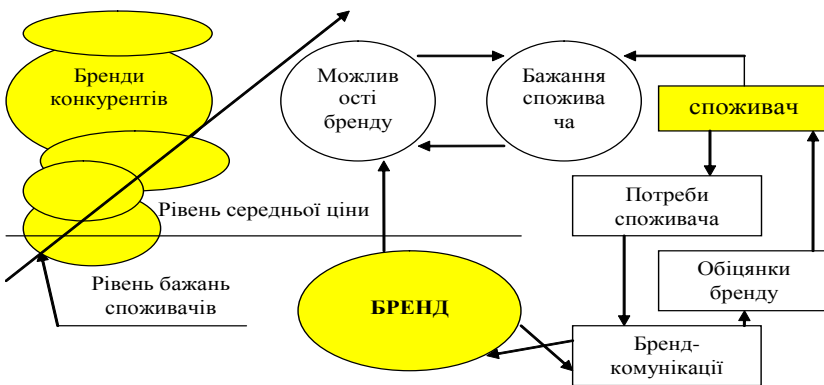 Бренди
конкурентів
Можлив
ості
бренду
Бажання
спожива
ча
споживач
Потреби
споживача
Рівень середньої ціни
Рівень бажань
споживачів
БРЕНД
Обіцянки
бренду
Бренд-
комунікації